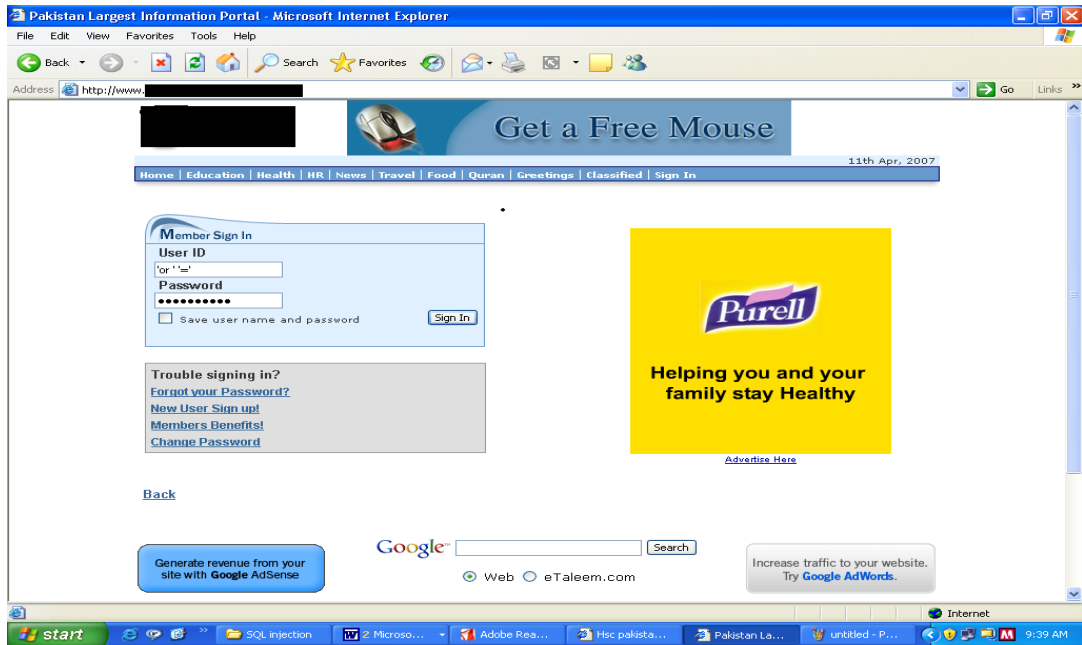 Pakistan Largest Information Portal - Microsoft Internet Explorer
File Edit View Favorites Tools Help
Back Search Favorites
Address http://www. Go Links »
Get a Free Mouse
11th Apr, 2007
Home | Education | Health | HR | News | Travel | Food | Quran | Greetings | Classified | Sign In
Member Sign In
User ID
'or ' '='
Password
••••••••••
Save user name and password Sign In
Trouble signing in?
Forgot your Password?
New User Sign up!
Members Benefits!
Change Password
Purell
Helping you and your
family stay Healthy
Advertise Here
Back
Generate revenue from your
site with Google AdSense
Google™ Search
Web eTaleem.com
Increase traffic to your website.
Try Google AdWords.
Internet
start » SQL injection 2 Microso... Adobe Rea... Hsc pakista... Pakistan La... untitled - P... 9:39 AM